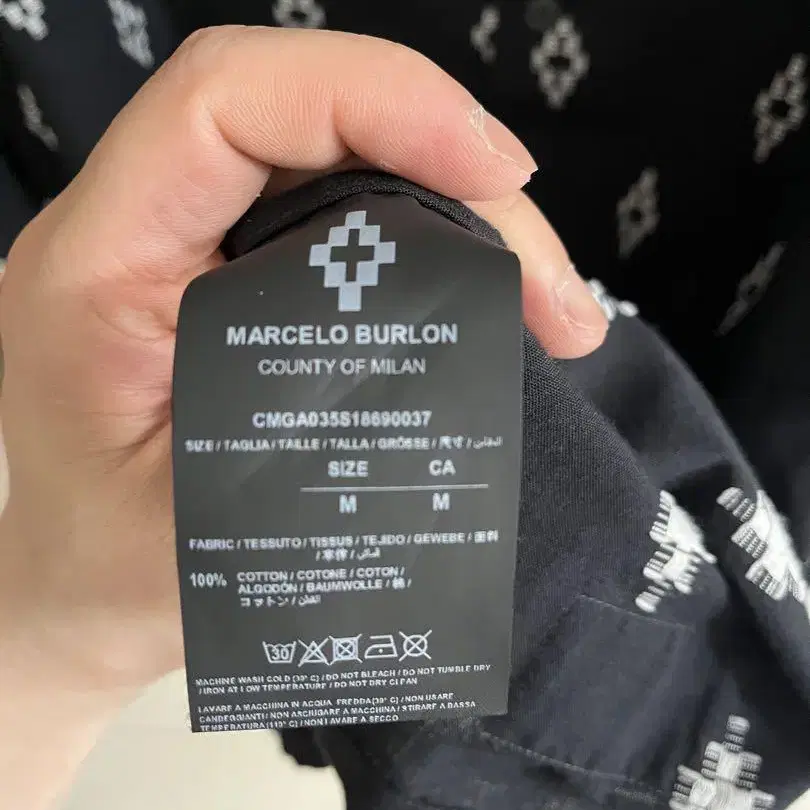 MARCELO BURLON
COUNTY OF MILAN
CMGA035S18690037
SIZE / TAGLIA / TAILLE / TALLA / GRÖSSE / 尺寸 /
SIZE CA
M M
FABRIC / TESSUTO / TISSUS / TEJIDO / GEWEBE / 面料
100% COTTON / COTONE / COTON /
ALGODÓN / BAUMWOLLE / 棉 /
コットン / قطن
30
MACHINE WASH COLD (30° C) / DO NOT BLEACH / DO NOT TUMBLE DRY
/ IRON AT LOW TEMPERATURE / DO NOT DRY CLEAN
LAVARE A MACCHINA IN ACQUA FREDDA(30° C) / NON USARE
CANDEGGIANTI / NON ASCIUGARE A MACCHINA / STIRARE A BASSA
TEMPERATURA(110° C) / NON LAVARE A SECCO